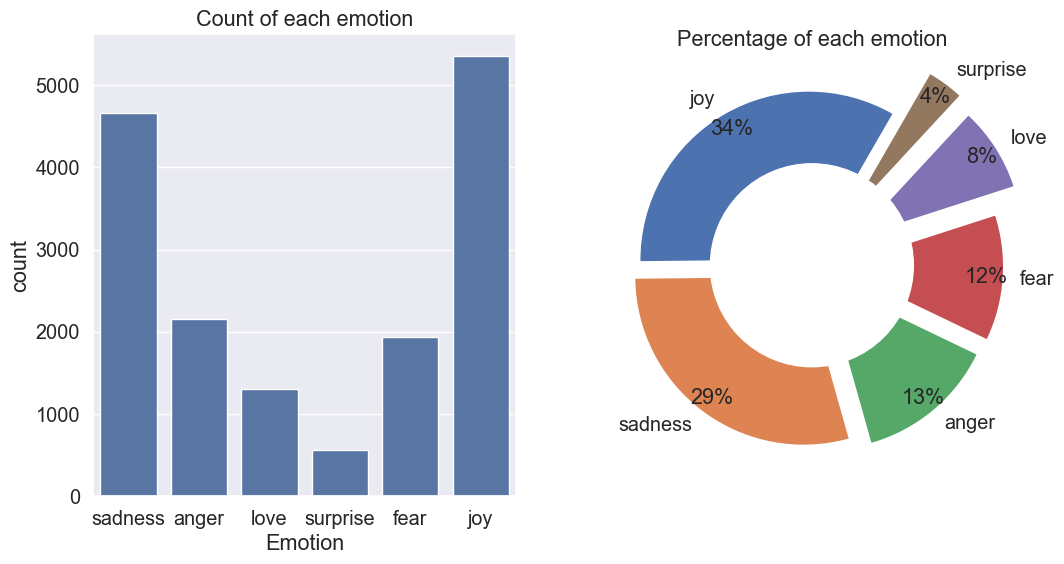 Count of each emotion
5000
4000
3000
2000
1000
0
count
sadness anger love surprise fear joy
Emotion
Percentage of each emotion
surprise
4%
joy
34%
love
8%
fear
12%
anger
13%
sadness
29%